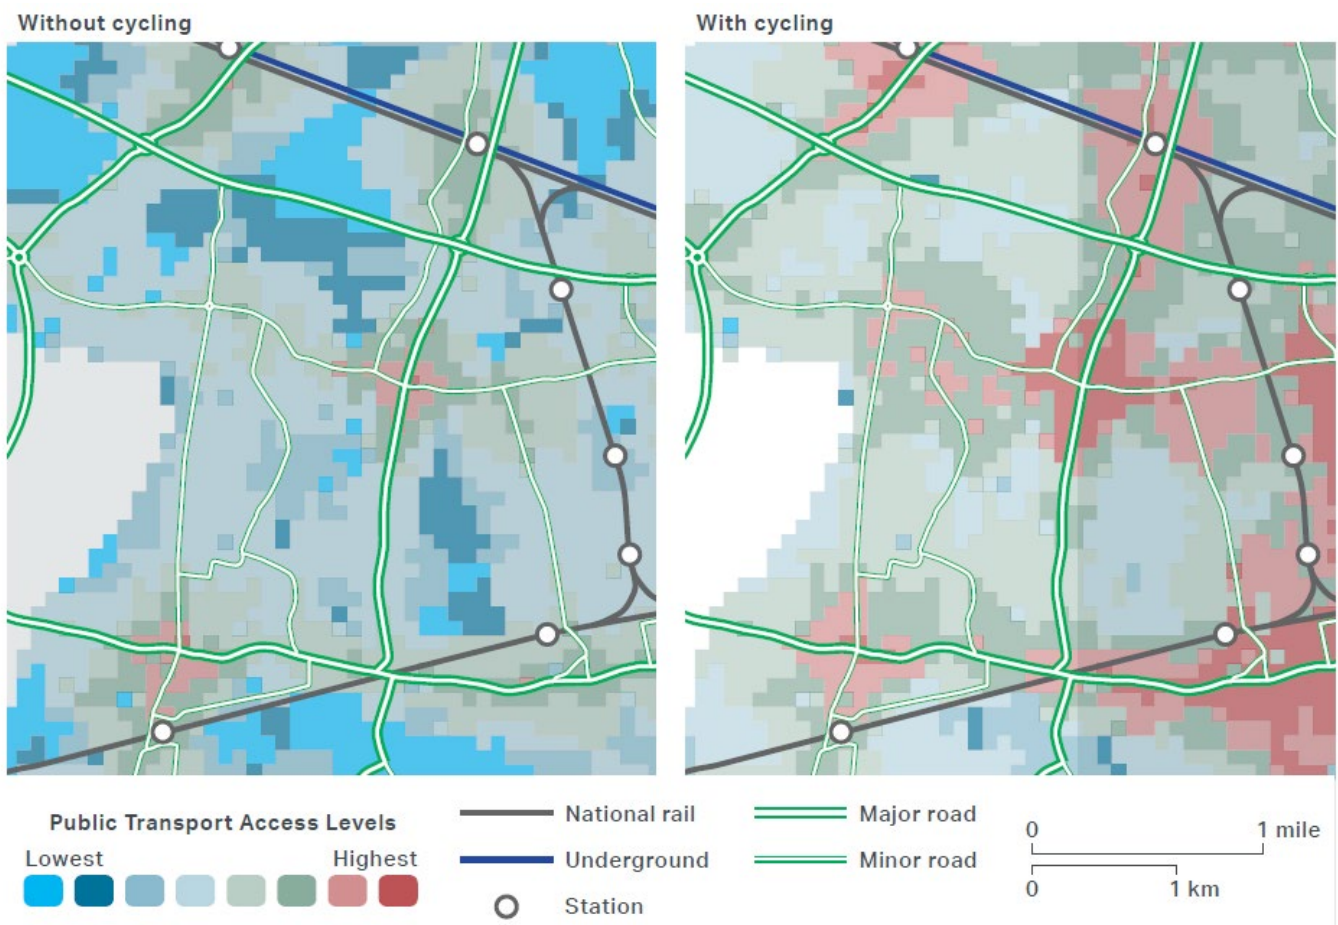 Without cycling
With cycling
Public Transport Access Levels
Lowest
Highest
National rail
Underground
Station
Major road
Minor road
0
1 mile
0
1 km